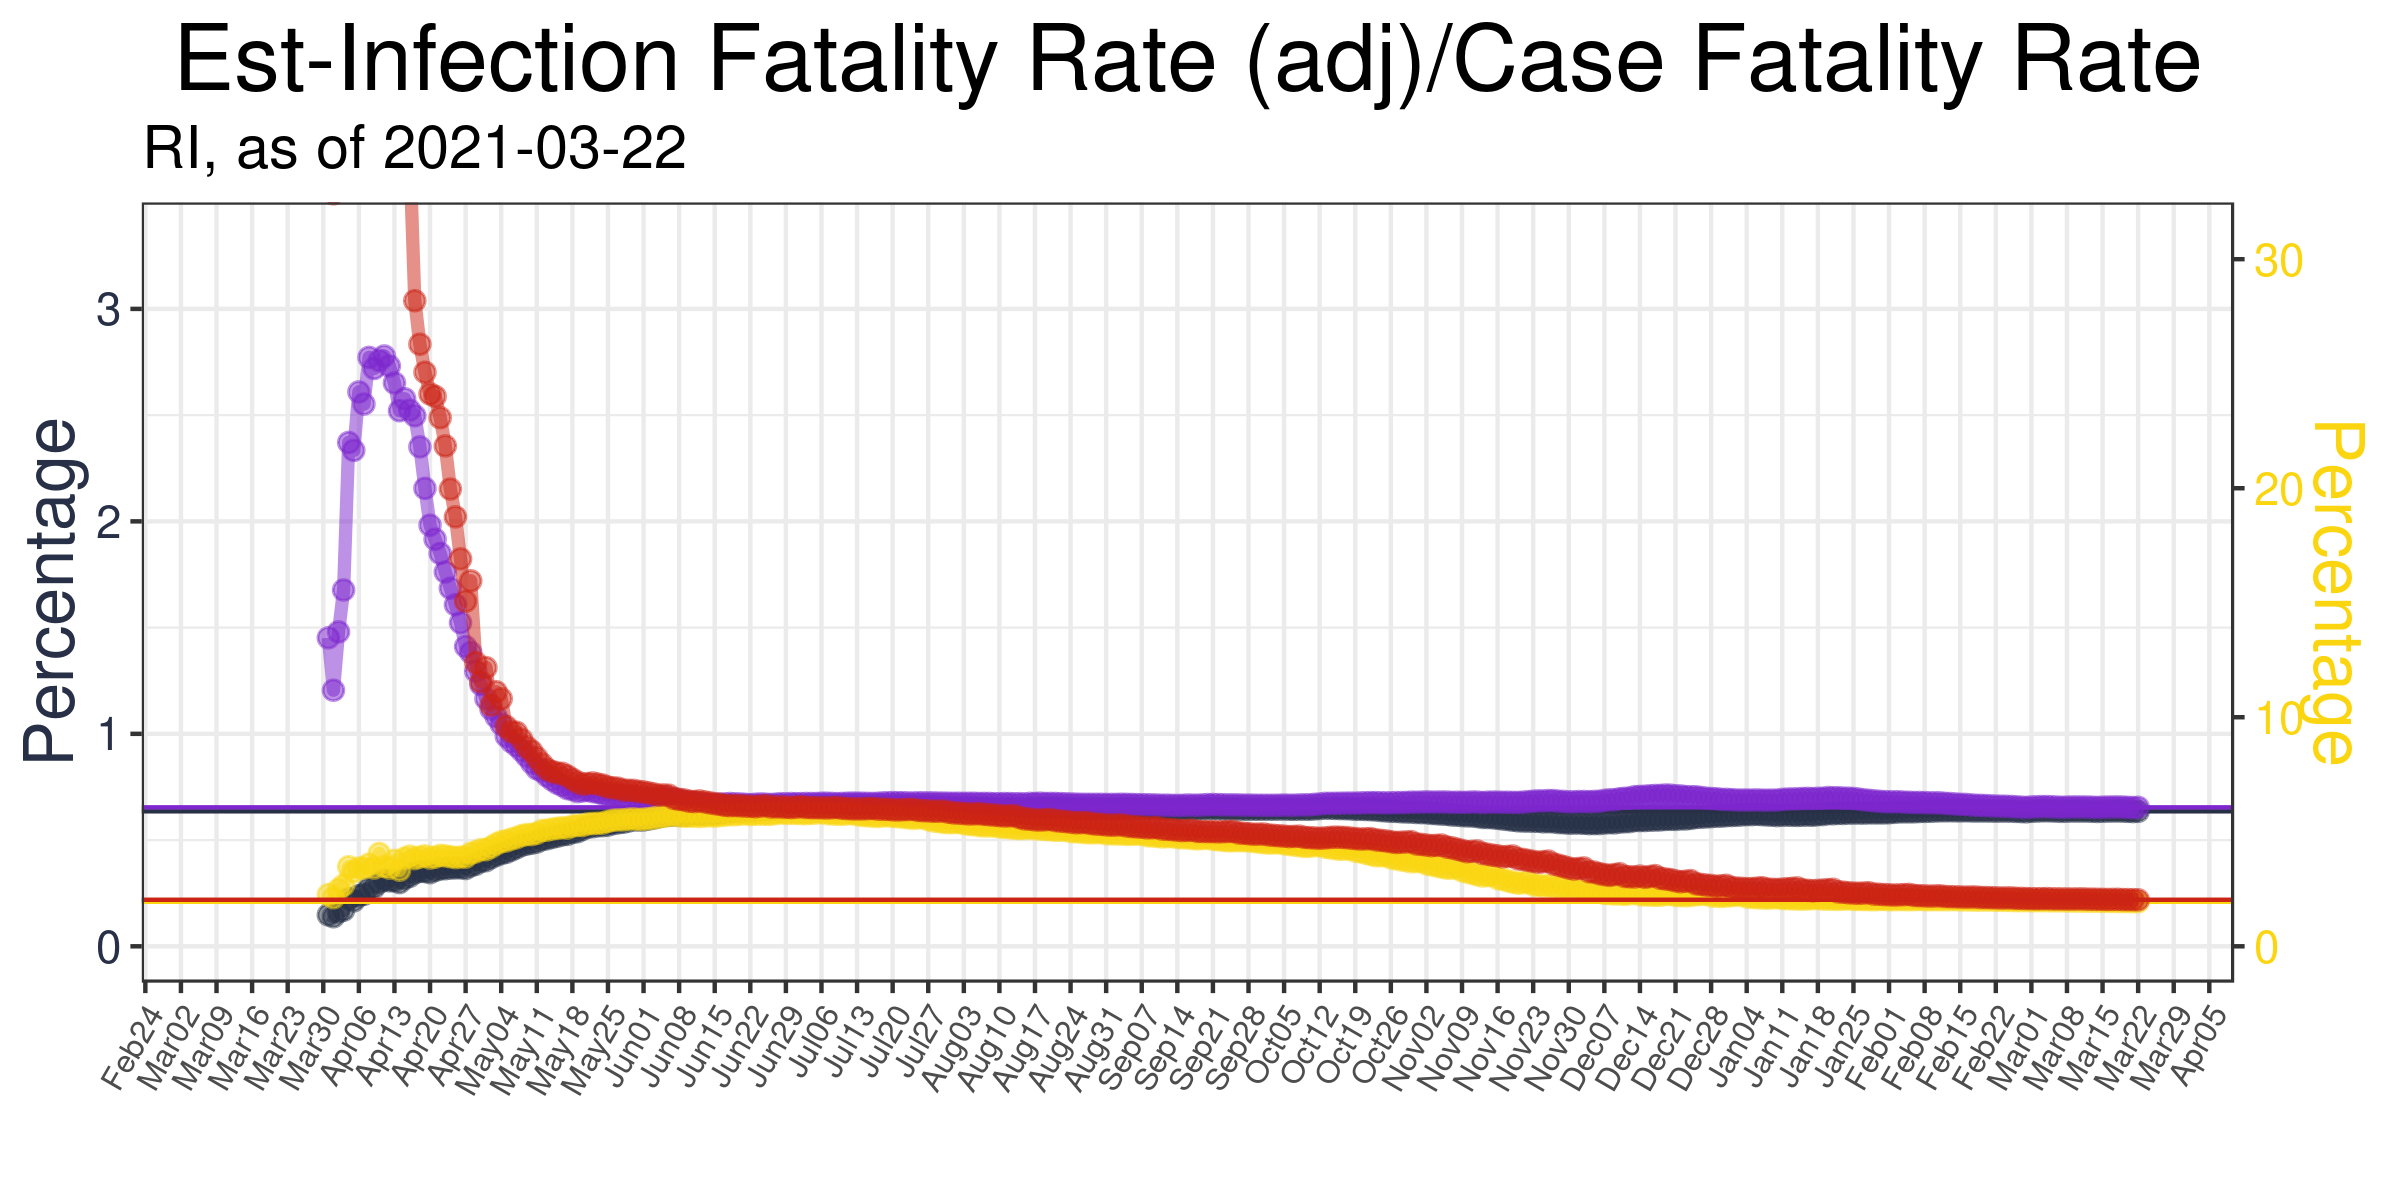 Est-Infection Fatality Rate (adj)/Case Fatality Rate
RI, as of 2021-03-22
Percentage
3
2
1
0
30
20
10
0
Percentage
Feb24
Mar02
Mar09
Mar16
Mar23
Mar30
Apr06
Apr13
Apr20
Apr27
May04
May11
May18
May25
Jun01
Jun08
Jun15
Jun22
Jun29
Jul06
Jul13
Jul20
Jul27
Aug03
Aug10
Aug17
Aug24
Aug31
Sep07
Sep14
Sep21
Sep28
Oct05
Oct12
Oct19
Oct26
Nov02
Nov09
Nov16
Nov23
Nov30
Dec07
Dec14
Dec21
Dec28
Jan04
Jan11
Jan18
Jan25
Feb01
Feb08
Feb15
Feb22
Mar01
Mar08
Mar15
Mar22
Mar29
Apr05